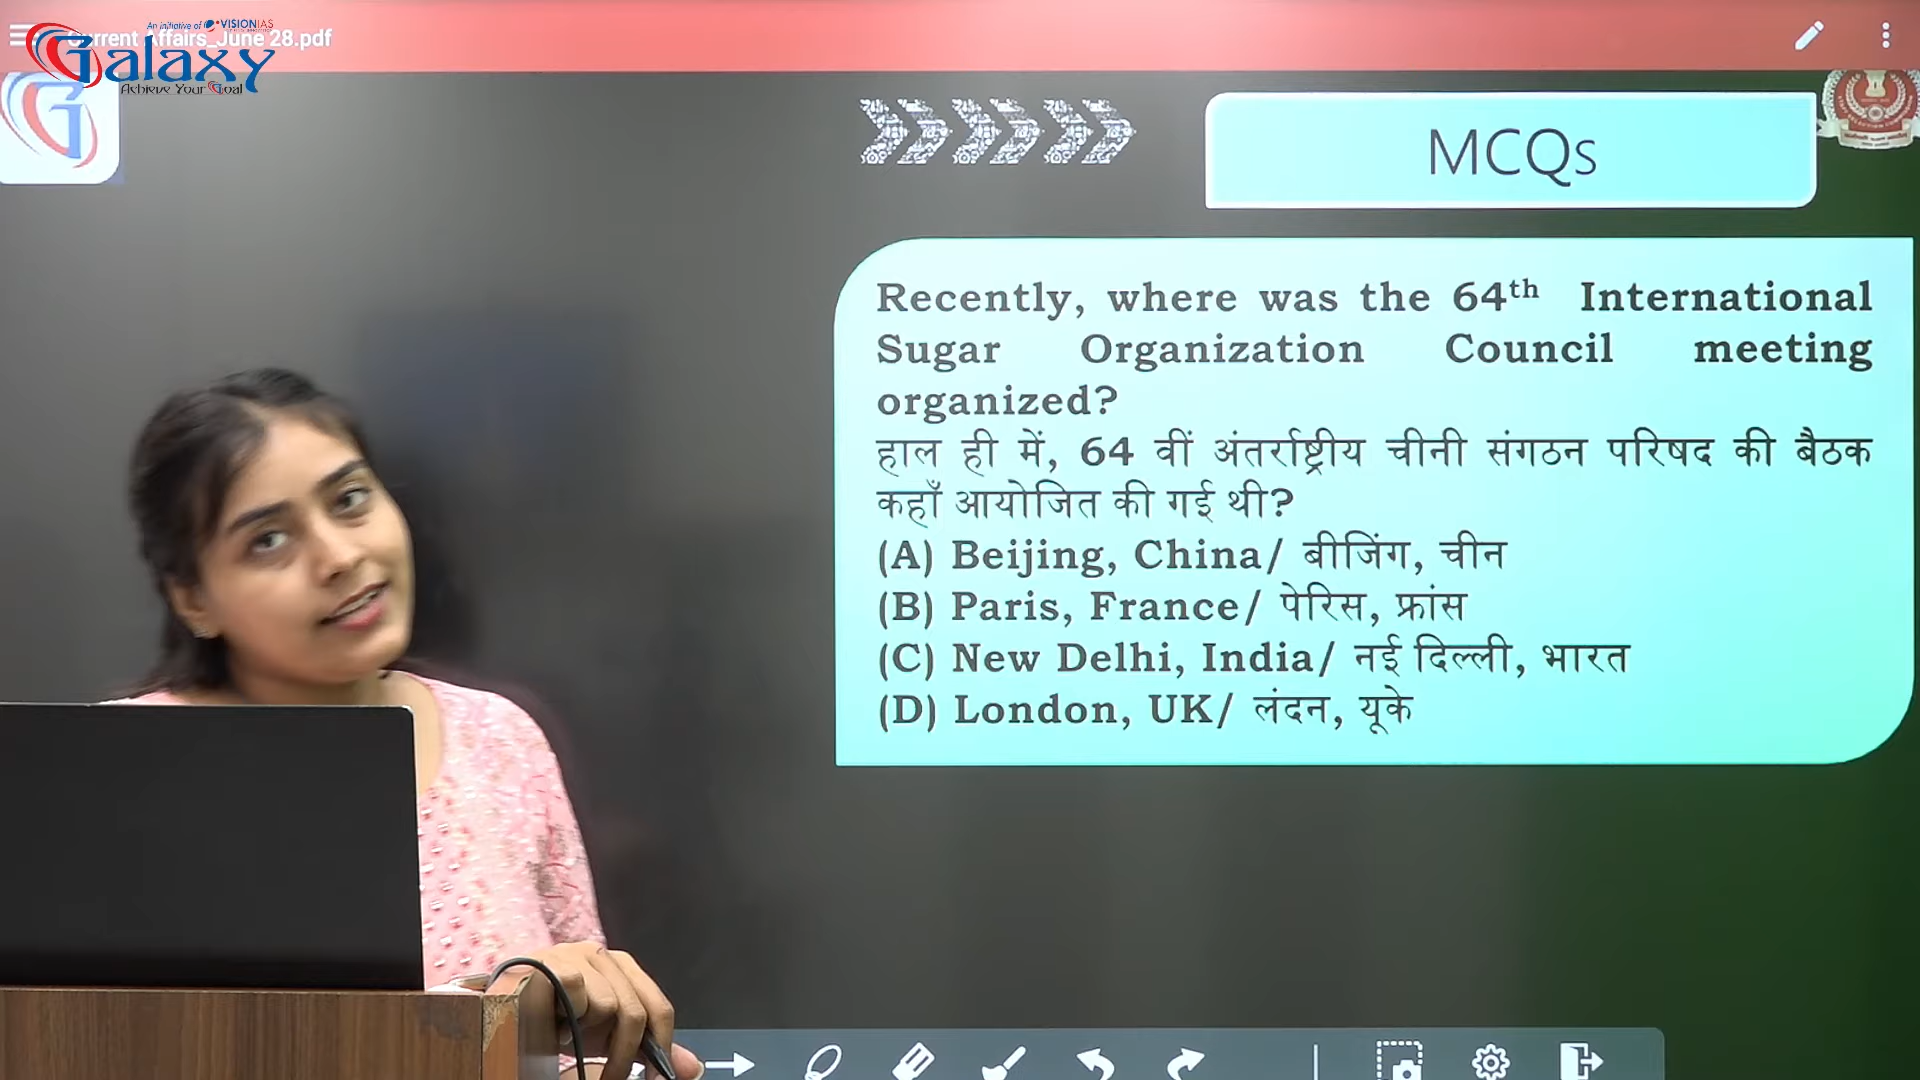 An initiative of VISIONIAS
Current Affairs_June 28.pdf
Galaxy
Achieve Your Goal
G
MCQs
Recently, where was the 64th International
Sugar Organization Council meeting
organized?
हाल ही में, 64 वीं अंतर्राष्ट्रीय चीनी संगठन परिषद की बैठक
कहाँ आयोजित की गई थी?
(A) Beijing, China/ बीजिंग, चीन
(B) Paris, France/ पेरिस, फ्रांस
(C) New Delhi, India/ नई दिल्ली, भारत
(D) London, UK/ लंदन, यूके